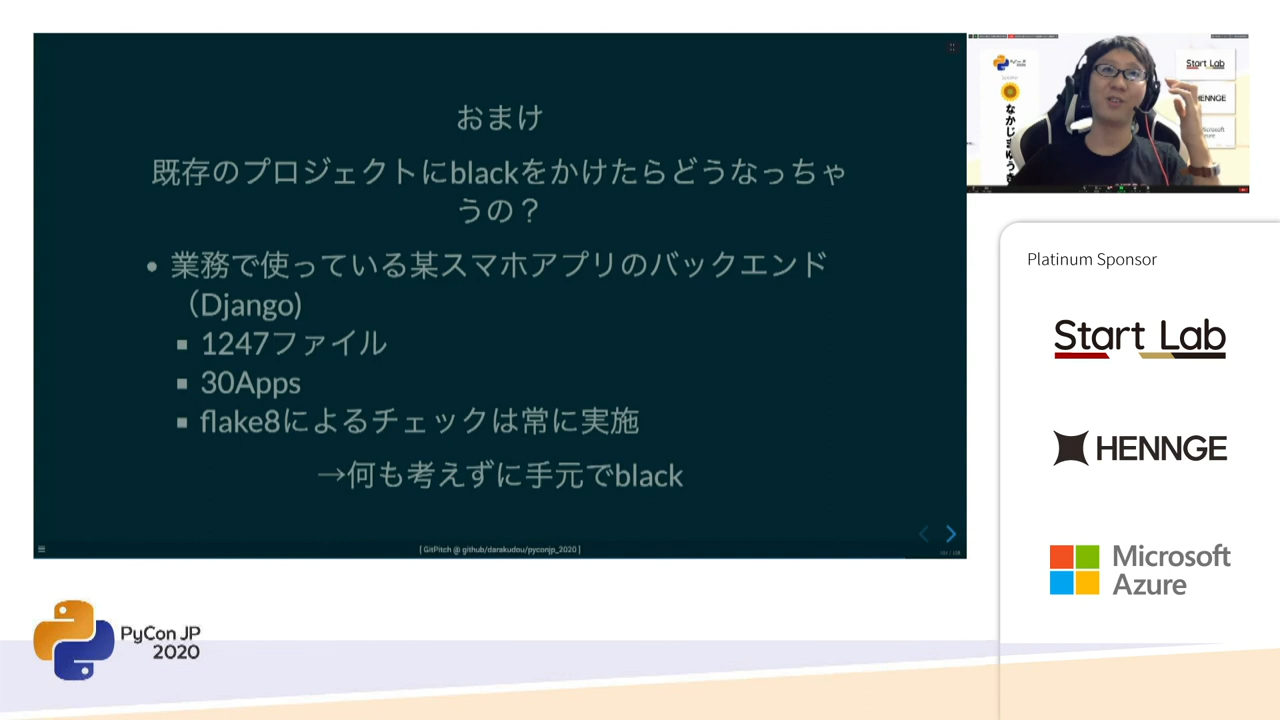 おまけ
既存のプロジェクトにblackをかけたらどうなっちゃ
うの？
業務で使っている某スマホアプリのバックエンド
（Django)
1247ファイル
30Apps
flake8によるチェックは常に実施
→何も考えずに手元でblack
[ GitPitch @ github/darakudou/pyconjp_2020 ]
PyCon JP
2020
Start Lab
HENNGE
Microsoft
Platinum Sponsor
Start Lab
HENNGE
Microsoft
Azure
PyCon JP
2020